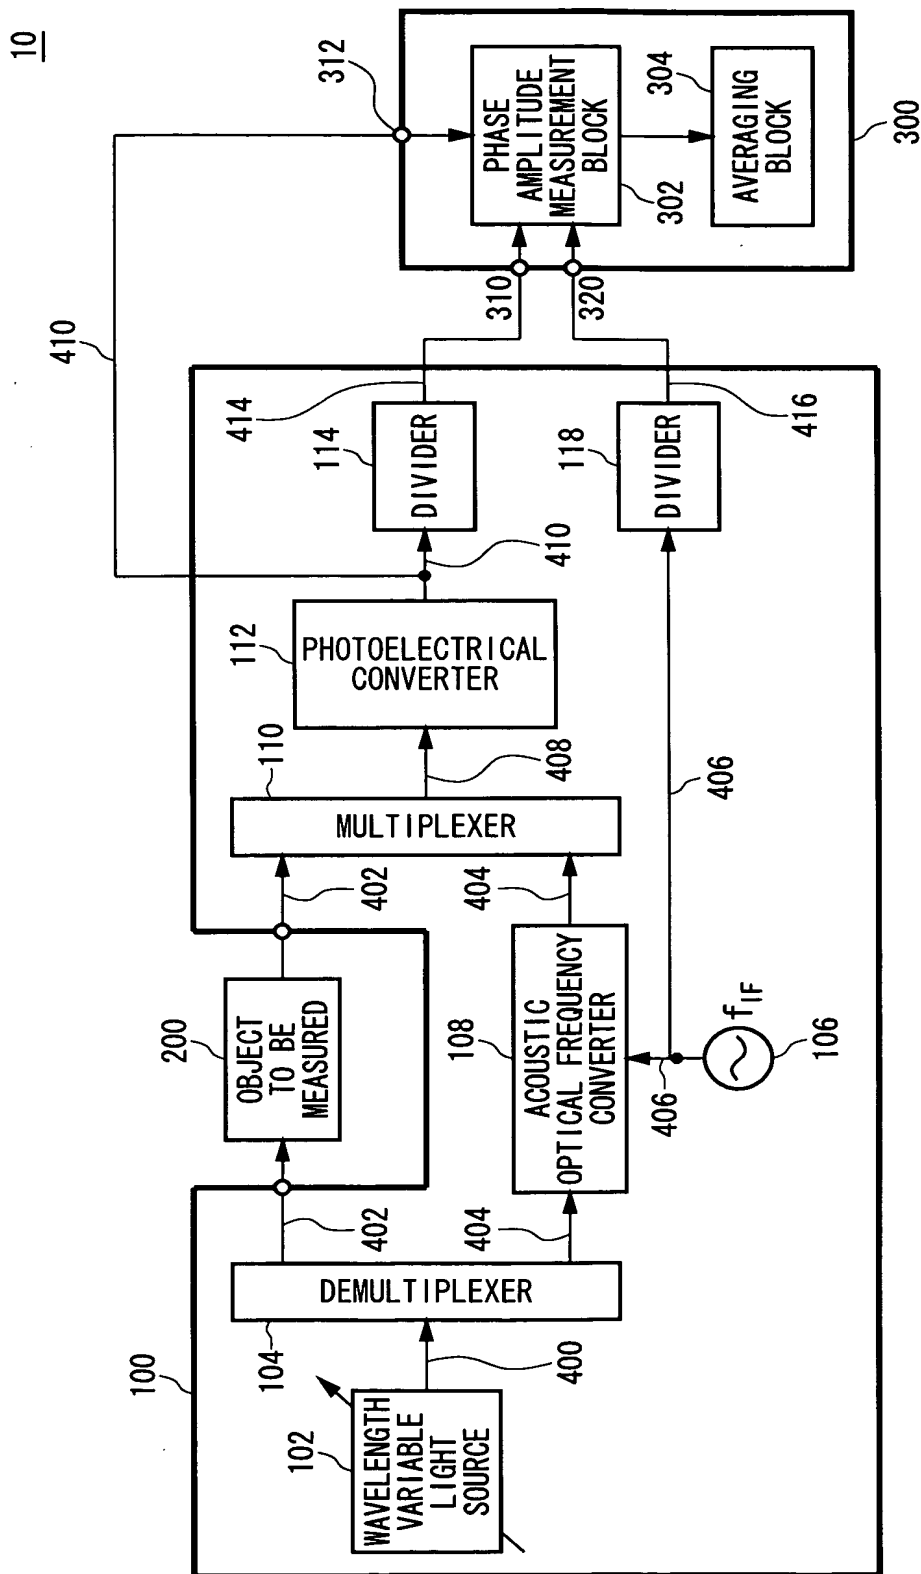 10
100
102
WAVELENGTH
VARIABLE
LIGHT
SOURCE
400
104
DEMULTIPLEXER
402
404
200
OBJECT
TO BE
MEASURED
108
ACOUSTIC
OPTICAL FREQUENCY
CONVERTER
406
fIF
106
402
404
110
MULTIPLEXER
408
406
112
PHOTOELECTRICAL
CONVERTER
410
410
114
DIVIDER
414
118
DIVIDER
416
310
320
312
PHASE
AMPLITUDE
MEASUREMENT
BLOCK
302
304
AVERAGING
BLOCK
300